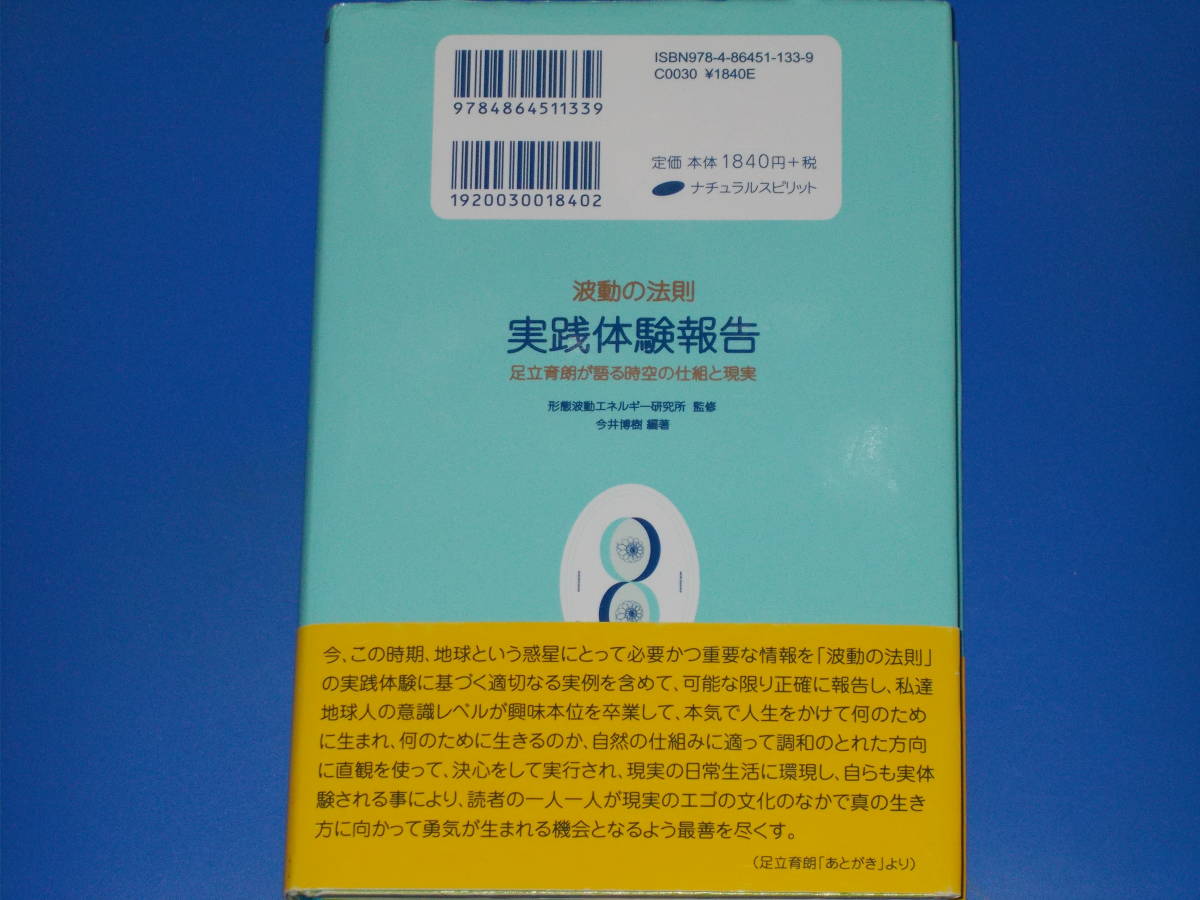 ISBN978-4-86451-133-9
C0030 ¥1840E
9784864511339
定価 本体1840円+税
1920030018402
ナチュラルスピリット
波動の法則
実践体験報告
足立育朗が語る時空の仕組と現実
形態波動エネルギー研究所 監修
今井博樹 編著
今、この時期、地球という惑星にとって必要かつ重要な情報を「波動の法則」
の実践体験に基づく適切なる実例を含めて、可能な限り正確に報告し、私達
地球人の意識レベルが興味本位を卒業して、本気で人生をかけて何のため
に生まれ、何のために生きるのか、自然の仕組みに適って調和のとれた方向
に直観を使って、決心をして実行され、現実の日常生活に環現し、自らも実体
験される事により、読者の一人一人が現実のエゴの文化のなかで真の生き
方に向かって勇気が生まれる機会となるよう最善を尽くす。
(足立育朗「あとがき」より)